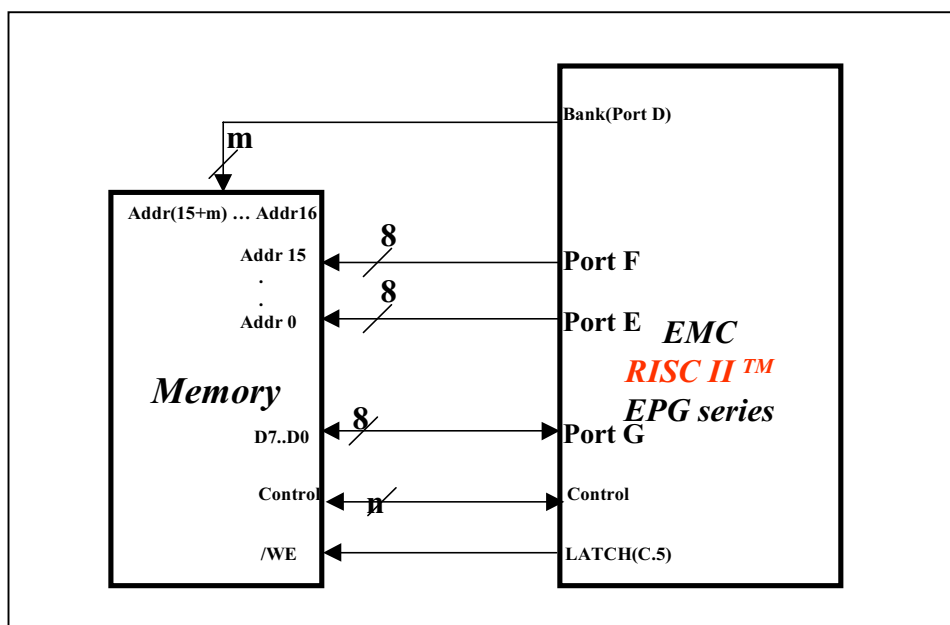 Bank(Port D)
m
Addr(15+m) … Addr16
Addr 15
.
.
Addr 0
8
8
Port F
Port E
EMC
RISC II TM
EPG series
Memory
D7..D0
8
Port G
Control
n
Control
/WE
LATCH(C.5)